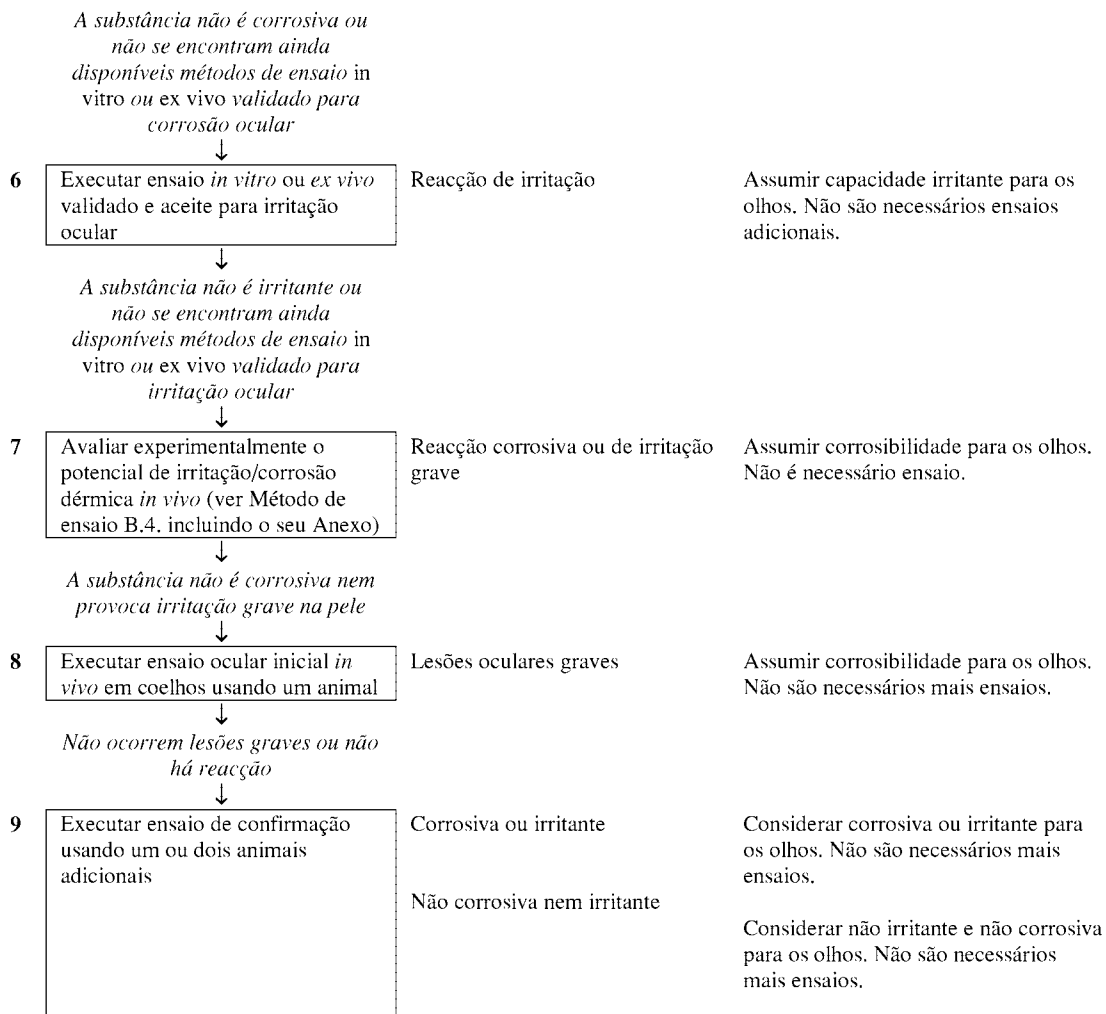 A substância não é corrosiva ou
não se encontram ainda
disponíveis métodos de ensaio in
vitro ou ex vivo validado para
corrosão ocular
↓
6 Executar ensaio in vitro ou ex vivo
validado e aceite para irritação
ocular
Reacção de irritação
Assumir capacidade irritante para os
olhos. Não são necessários ensaios
adicionais.
↓
A substância não é irritante ou
não se encontram ainda
disponíveis métodos de ensaio in
vitro ou ex vivo validado para
irritação ocular
↓
7 Avaliar experimentalmente o
potencial de irritação/corrosão
dérmica in vivo (ver Método de
ensaio B.4. incluindo o seu Anexo)
Reacção corrosiva ou de irritação
grave
Assumir corrosibilidade para os olhos.
Não é necessário ensaio.
↓
A substância não é corrosiva nem
provoca irritação grave na pele
↓
8 Executar ensaio ocular inicial in
vivo em coelhos usando um animal
Lesões oculares graves
Assumir corrosibilidade para os olhos.
Não são necessários mais ensaios.
↓
Não ocorrem lesões graves ou não
há reacção
↓
9 Executar ensaio de confirmação
usando um ou dois animais
adicionais
Corrosiva ou irritante
Considerar corrosiva ou irritante para
os olhos. Não são necessários mais
ensaios.
Não corrosiva nem irritante
Considerar não irritante e não corrosiva
para os olhos. Não são necessários
mais ensaios.